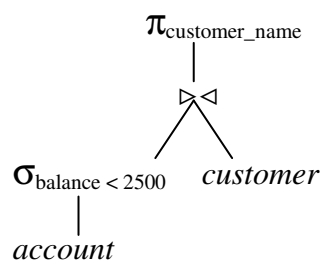 πcustomer_name
⋈
σbalance < 2500 customer
account